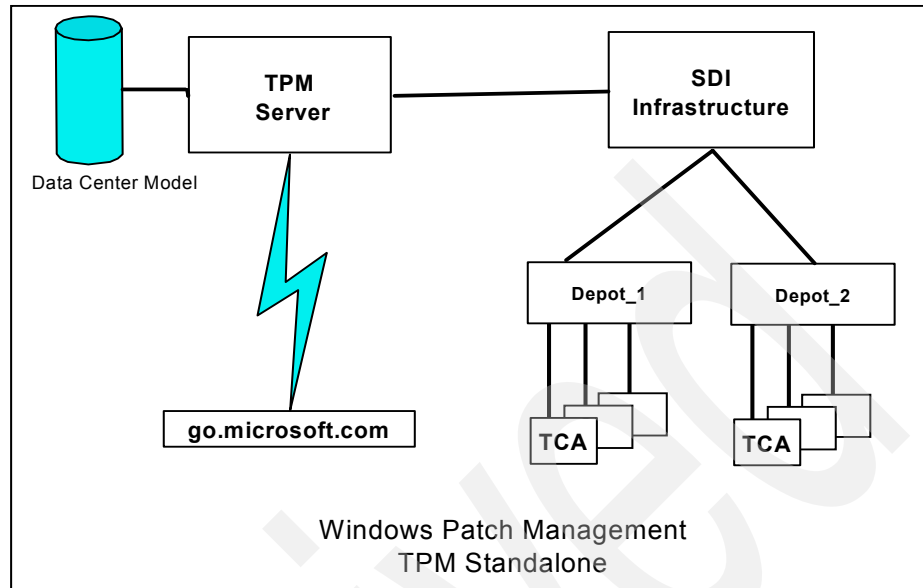 TPM
Server
SDI
Infrastructure
Data Center Model
Depot_1
Depot_2
go.microsoft.com
TCA
TCA
Windows Patch Management
TPM Standalone